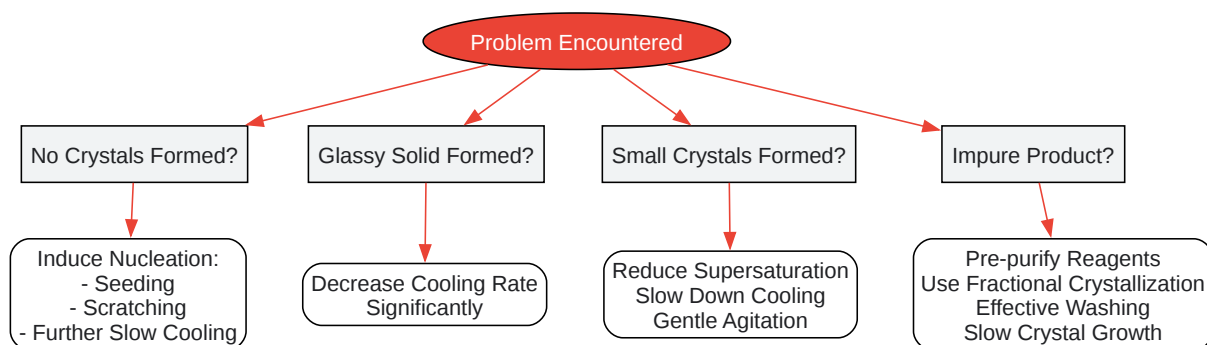 Problem Encountered
No Crystals Formed?
Glassy Solid Formed?
Small Crystals Formed?
Impure Product?
Induce Nucleation:
- Seeding
- Scratching
- Further Slow Cooling
Decrease Cooling Rate
Significantly
Reduce Supersaturation
Slow Down Cooling
Gentle Agitation
Pre-purify Reagents
Use Fractional Crystallization
Effective Washing
Slow Crystal Growth